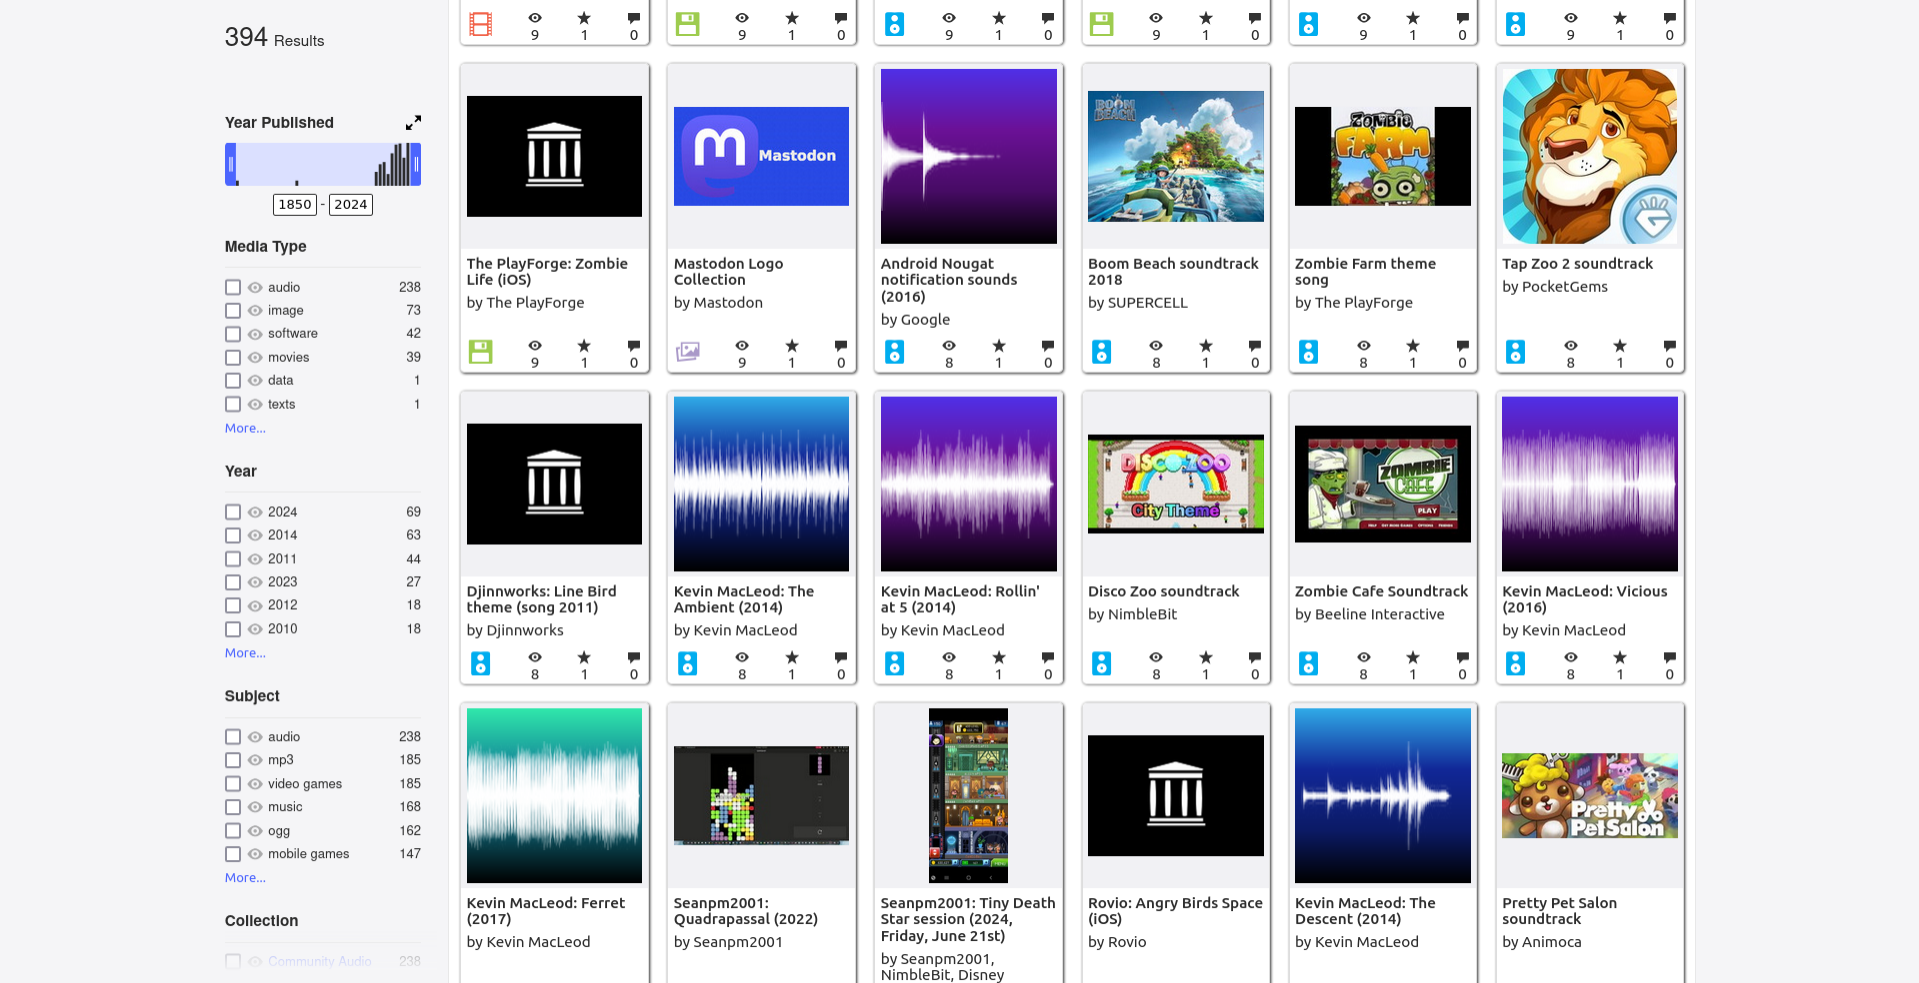 394 Results
Year Published
1850 - 2024
Media Type
audio 238
image 73
software 42
movies 39
data 1
texts 1
More...
Year
2024 69
2014 63
2011 44
2023 27
2012 18
2010 18
More...
Subject
audio 238
mp3 185
video games 185
music 168
ogg 162
mobile games 147
More...
Collection
Community Audio 238
9 1 0
9 1 0
9 1 0
9 1 0
9 1 0
9 1 0
The PlayForge: Zombie
Life (iOS)
by The PlayForge
9 1 0
Mastodon
Mastodon Logo
Collection
by Mastodon
9 1 0
Android Nougat
notification sounds
(2016)
by Google
8 1 0
BOOM
BEACH
Boom Beach soundtrack
2018
by SUPERCELL
8 1 0
ZOMBIE
FARM
Zombie Farm theme
song
by The PlayForge
8 1 0
Tap Zoo 2 soundtrack
by PocketGems
8 1 0
Djinnworks: Line Bird
theme (song 2011)
by Djinnworks
8 1 0
Kevin MacLeod: The
Ambient (2014)
by Kevin MacLeod
8 1 0
Kevin MacLeod: Rollin'
at 5 (2014)
by Kevin MacLeod
8 1 0
DISCO ZOO
City Theme
Disco Zoo soundtrack
by NimbleBit
8 1 0
ZOMBIE
CAFE
PLAY
Zombie Cafe Soundtrack
by Beeline Interactive
8 1 0
Kevin MacLeod: Vicious
(2016)
by Kevin MacLeod
8 1 0
Kevin MacLeod: Ferret
(2017)
by Kevin MacLeod
Seanpm2001:
Quadrapassal (2022)
by Seanpm2001
Seanpm2001: Tiny Death
Star session (2024,
Friday, June 21st)
by Seanpm2001,
NimbleBit, Disney
Rovio: Angry Birds Space
(iOS)
by Rovio
Kevin MacLeod: The
Descent (2014)
by Kevin MacLeod
Pretty
Pet Salon
Pretty Pet Salon
soundtrack
by Animoca